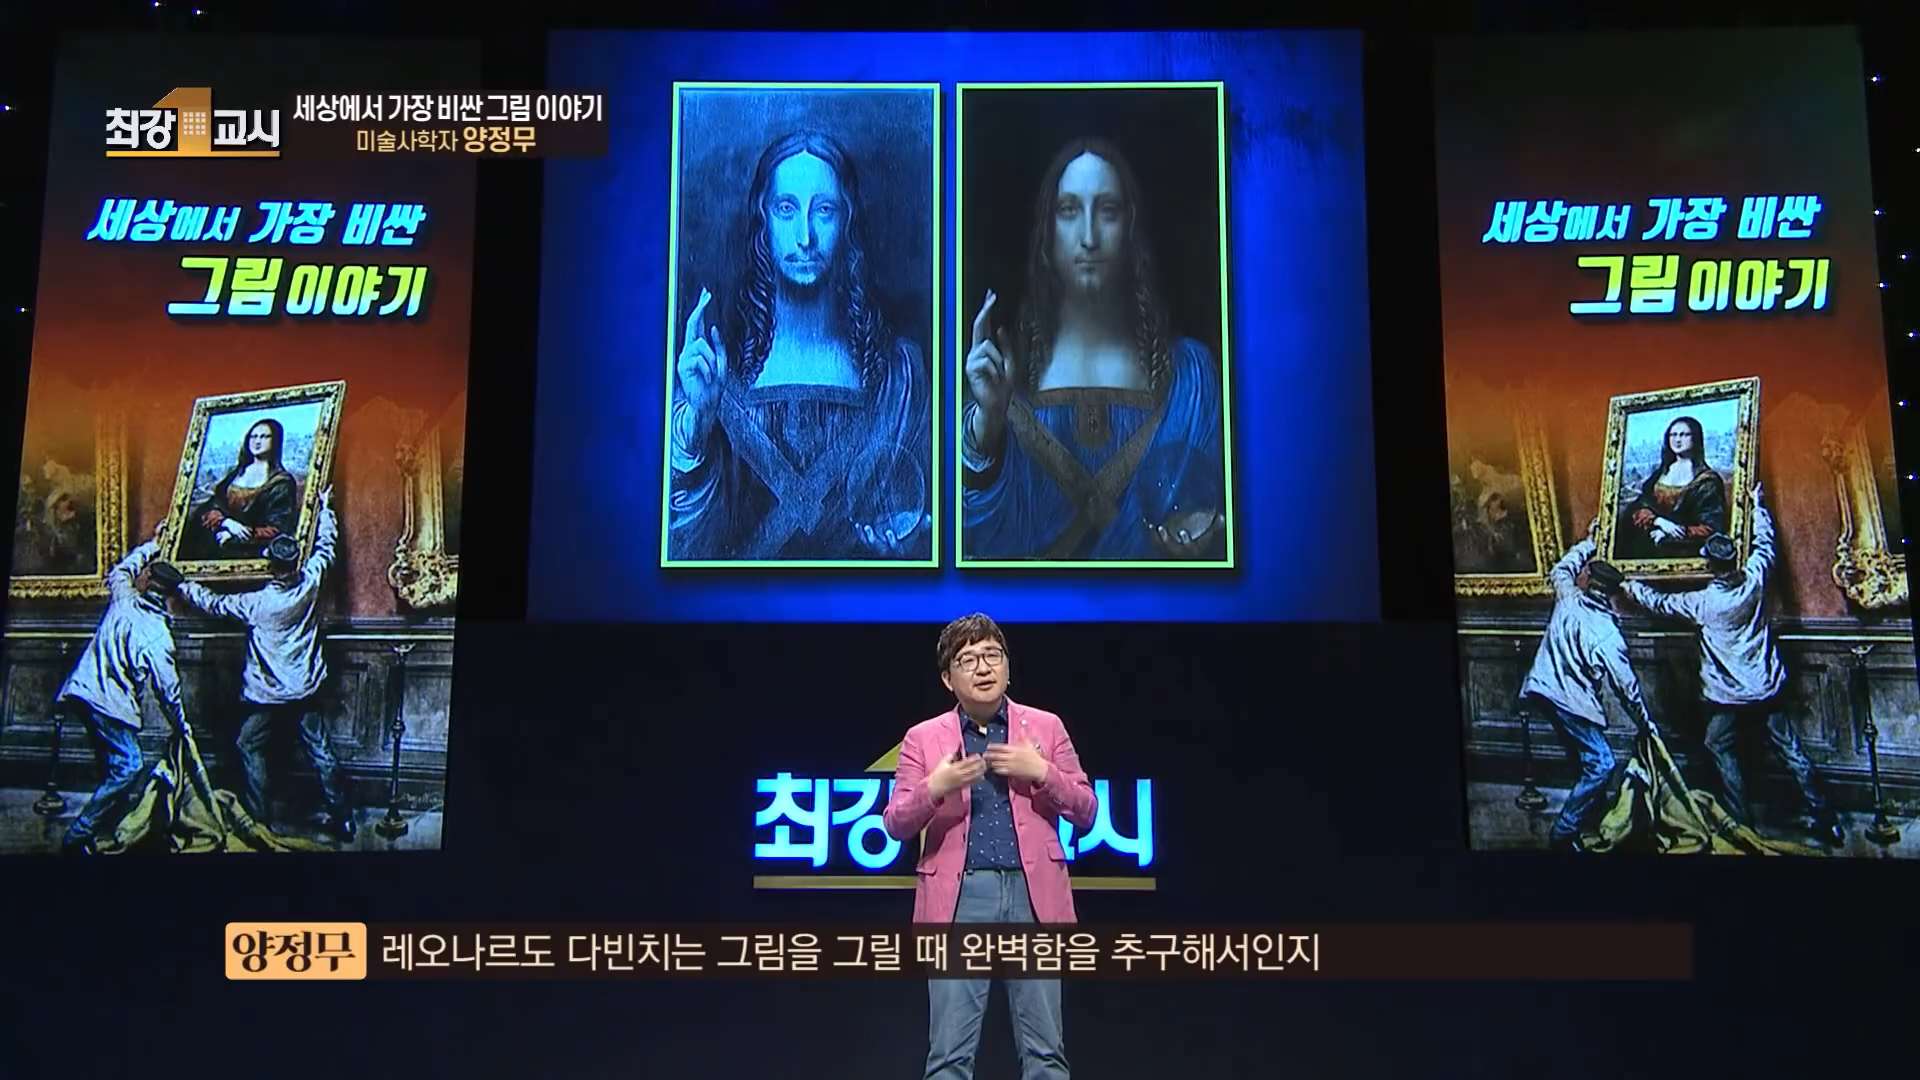 최강1교시
세상에서 가장 비싼 그림 이야기
미술사학자 양정무
세상에서 가장 비싼
그림 이야기
세상에서 가장 비싼
그림 이야기
최강 교시
양정무 레오나르도 다빈치는 그림을 그릴 때 완벽함을 추구해서인지